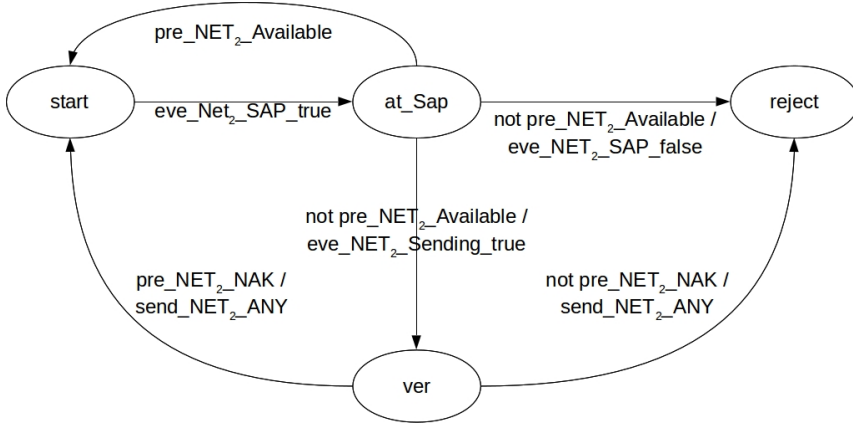 pre_NET₂_Available
start
at_Sap
reject
eve_Net₂_SAP_true
not pre_NET₂_Available /
eve_NET₂_SAP_false
not pre_NET₂_Available /
eve_NET₂_Sending_true
pre_NET₂_NAK /
send_NET₂_ANY
not pre_NET₂_NAK /
send_NET₂_ANY
ver